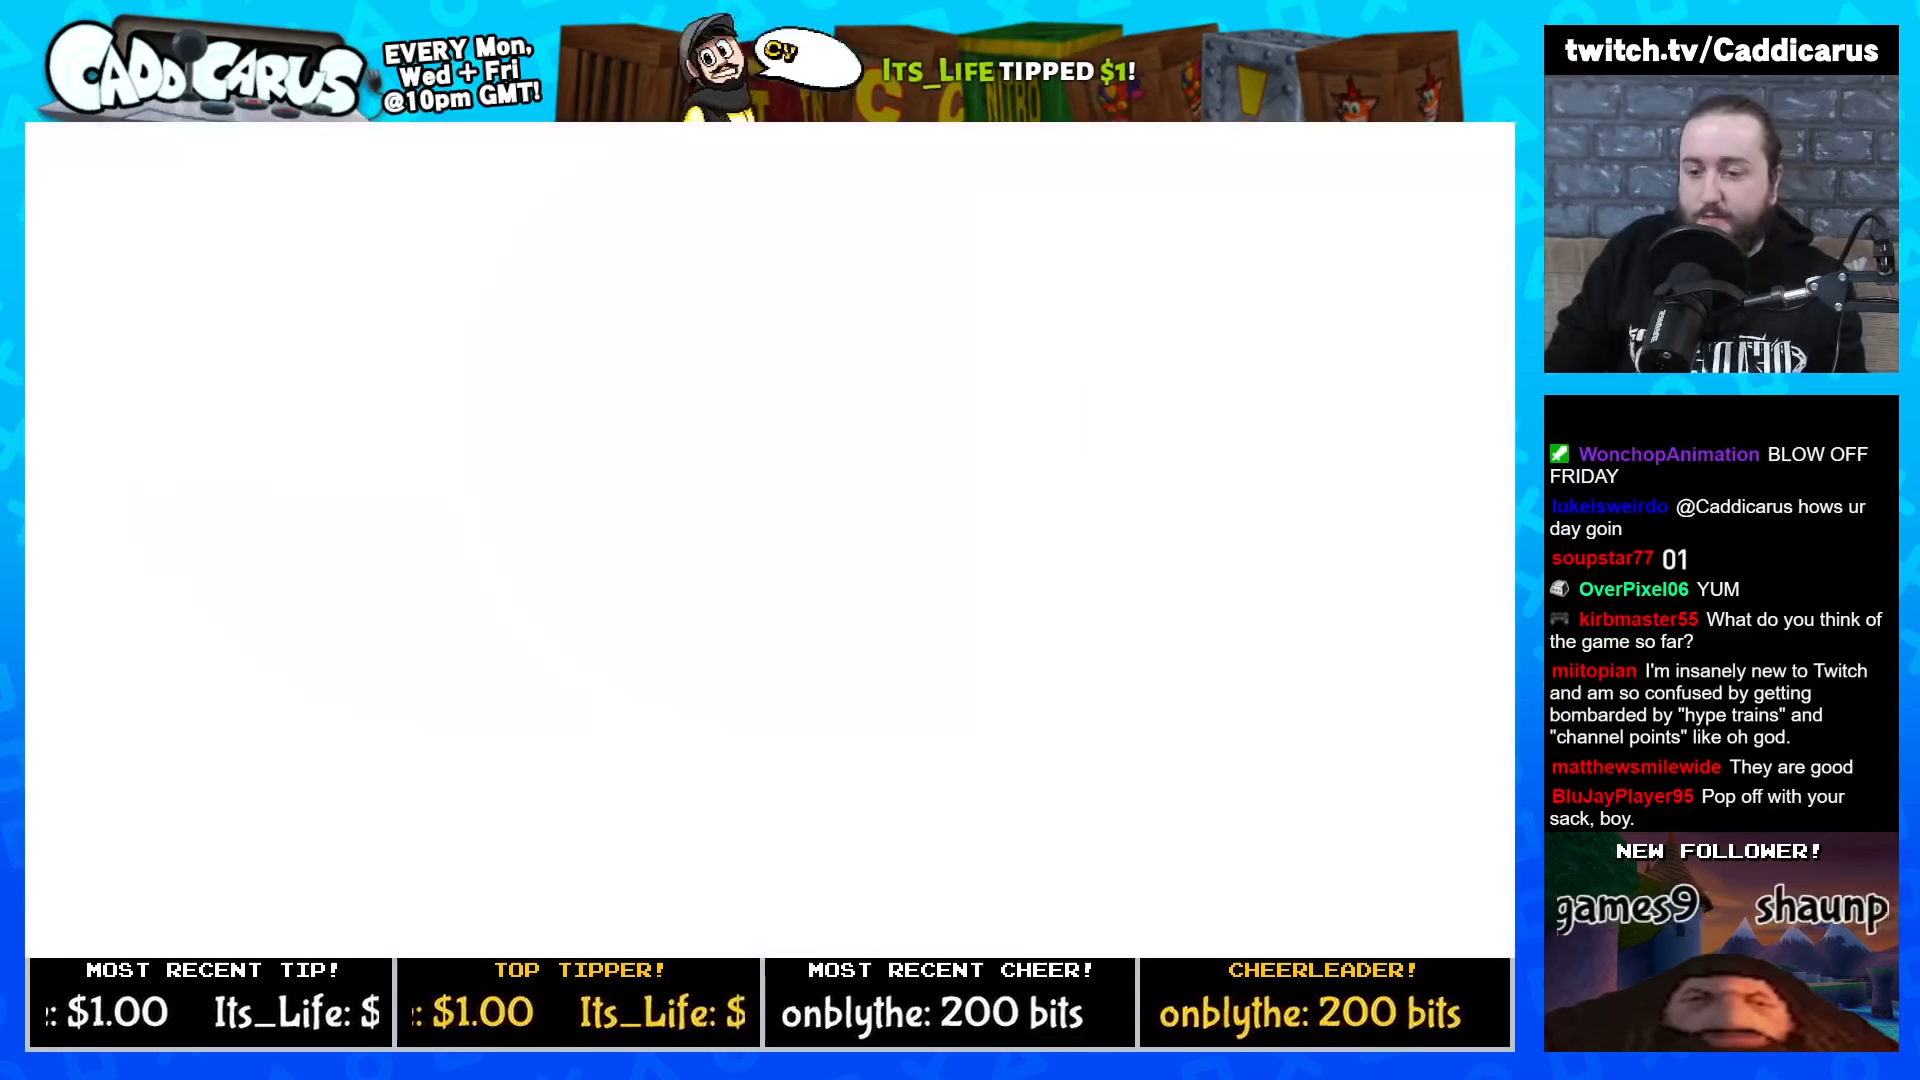 CADDICARUS
EVERY Mon,
Wed + Fri
@10pm GMT!
ITS_LIFE TIPPED $1!
NITRO
twitch.tv/Caddicarus
WonchopAnimation BLOW OFF
FRIDAY
lukeisweirdo @Caddicarus hows ur
day goin
soupstar77 01
OverPixel06 YUM
kirbmaster55 What do you think of
the game so far?
miitopian I'm insanely new to Twitch
and am so confused by getting
bombarded by "hype trains" and
"channel points" like oh god.
matthewsmilewide They are good
BluJayPlayer95 Pop off with your
sack, boy.
NEW FOLLOWER!
games9 shaunp
MOST RECENT TIP!
: $1.00 Its_Life: $
TOP TIPPER!
: $1.00 Its_Life: $
MOST RECENT CHEER!
onblythe: 200 bits
CHEERLEADER!
onblythe: 200 bits